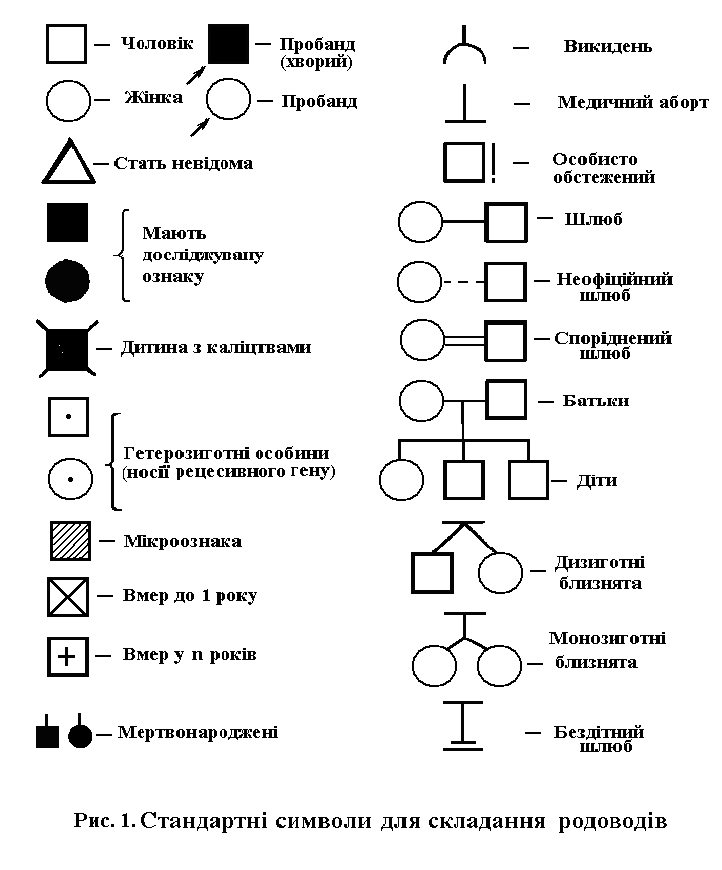 Чоловік
Пробанд
(хворий)
Жінка
Пробанд
Стать невідома
Мають
досліджувану
ознаку
Дитина з каліцтвами
Гетерозиготні особини
(носії рецесивного гену)
Мікроознака
Вмер до 1 року
Вмер у n років
Мертвонароджені
Викидень
Медичний аборт
!
Особисто
обстежений
Шлюб
Неофіційний
шлюб
Споріднений
шлюб
Батьки
Діти
Дизиготні
близнята
Монозиготні
близнята
Бездітний
шлюб
Рис. 1. Стандартні символи для складання родоводів